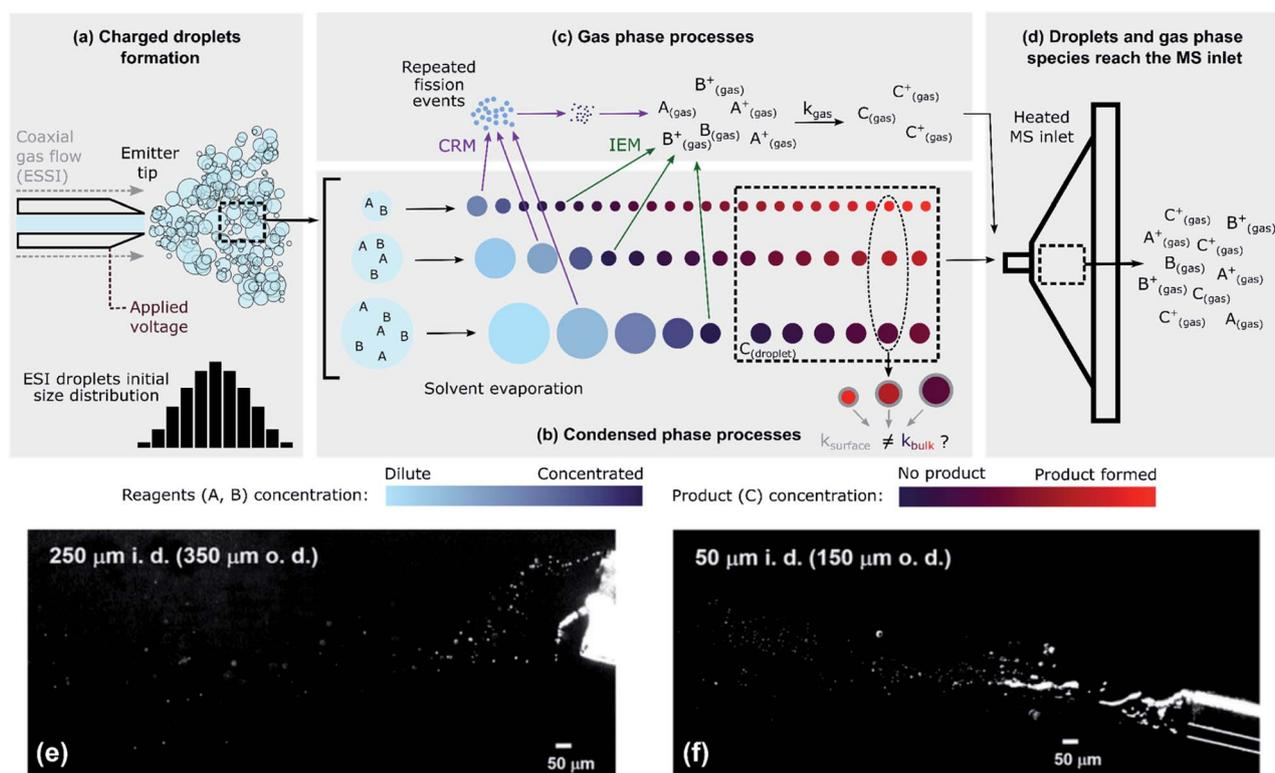 (a) Charged droplets
formation
Coaxial
gas flow
(ESSI)
Emitter
tip
Applied
voltage
ESI droplets initial
size distribution
(c) Gas phase processes
Repeated
fission
events
CRM
IEM
B⁺(gas)
A(gas)
A⁺(gas)
B⁺(gas)
B(gas)
A⁺(gas)
kgas
C⁺(gas)
C(gas)
C⁺(gas)
A
B
A
B
A
B
A
B
A
B
B
A
C(droplet)
Solvent evaporation
ksurface ≠ kbulk ?
(b) Condensed phase processes
(d) Droplets and gas phase
species reach the MS inlet
Heated
MS inlet
C⁺(gas)
B⁺(gas)
A⁺(gas)
C⁺(gas)
B(gas)
A⁺(gas)
B⁺(gas)
C(gas)
C⁺(gas)
A(gas)
Dilute
Concentrated
Reagents (A, B) concentration:
No product
Product formed
Product (C) concentration:
250 μm i. d. (350 μm o. d.)
50 μm
(e)
50 μm i. d. (150 μm o. d.)
50 μm
(f)